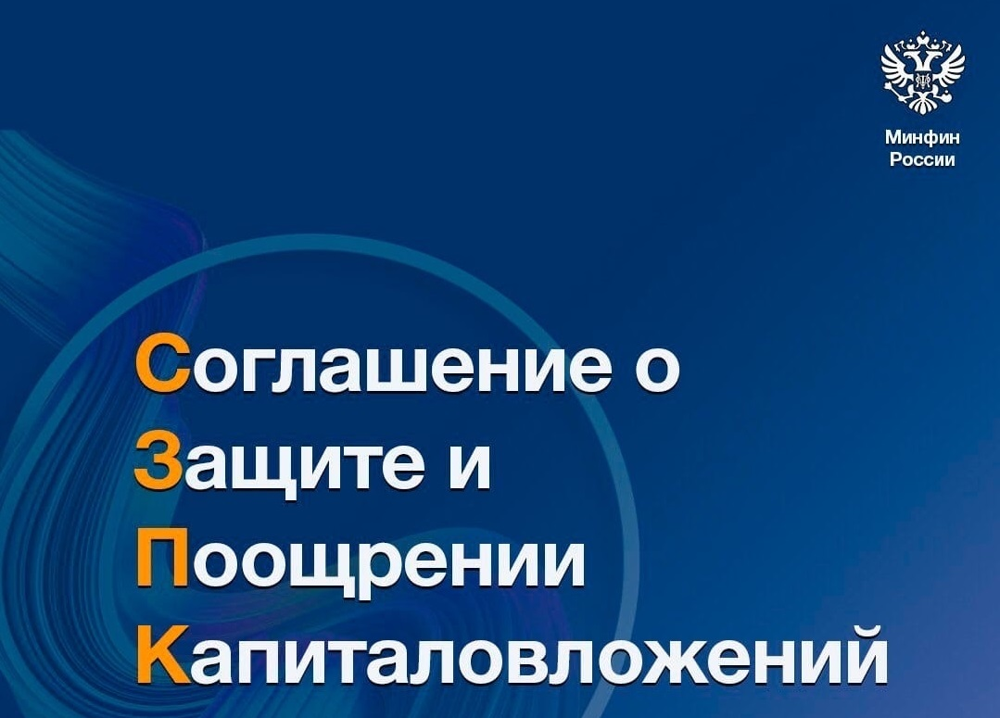 Минфин
России
Соглашение о
Защите и
Поощрении
Капиталовложений